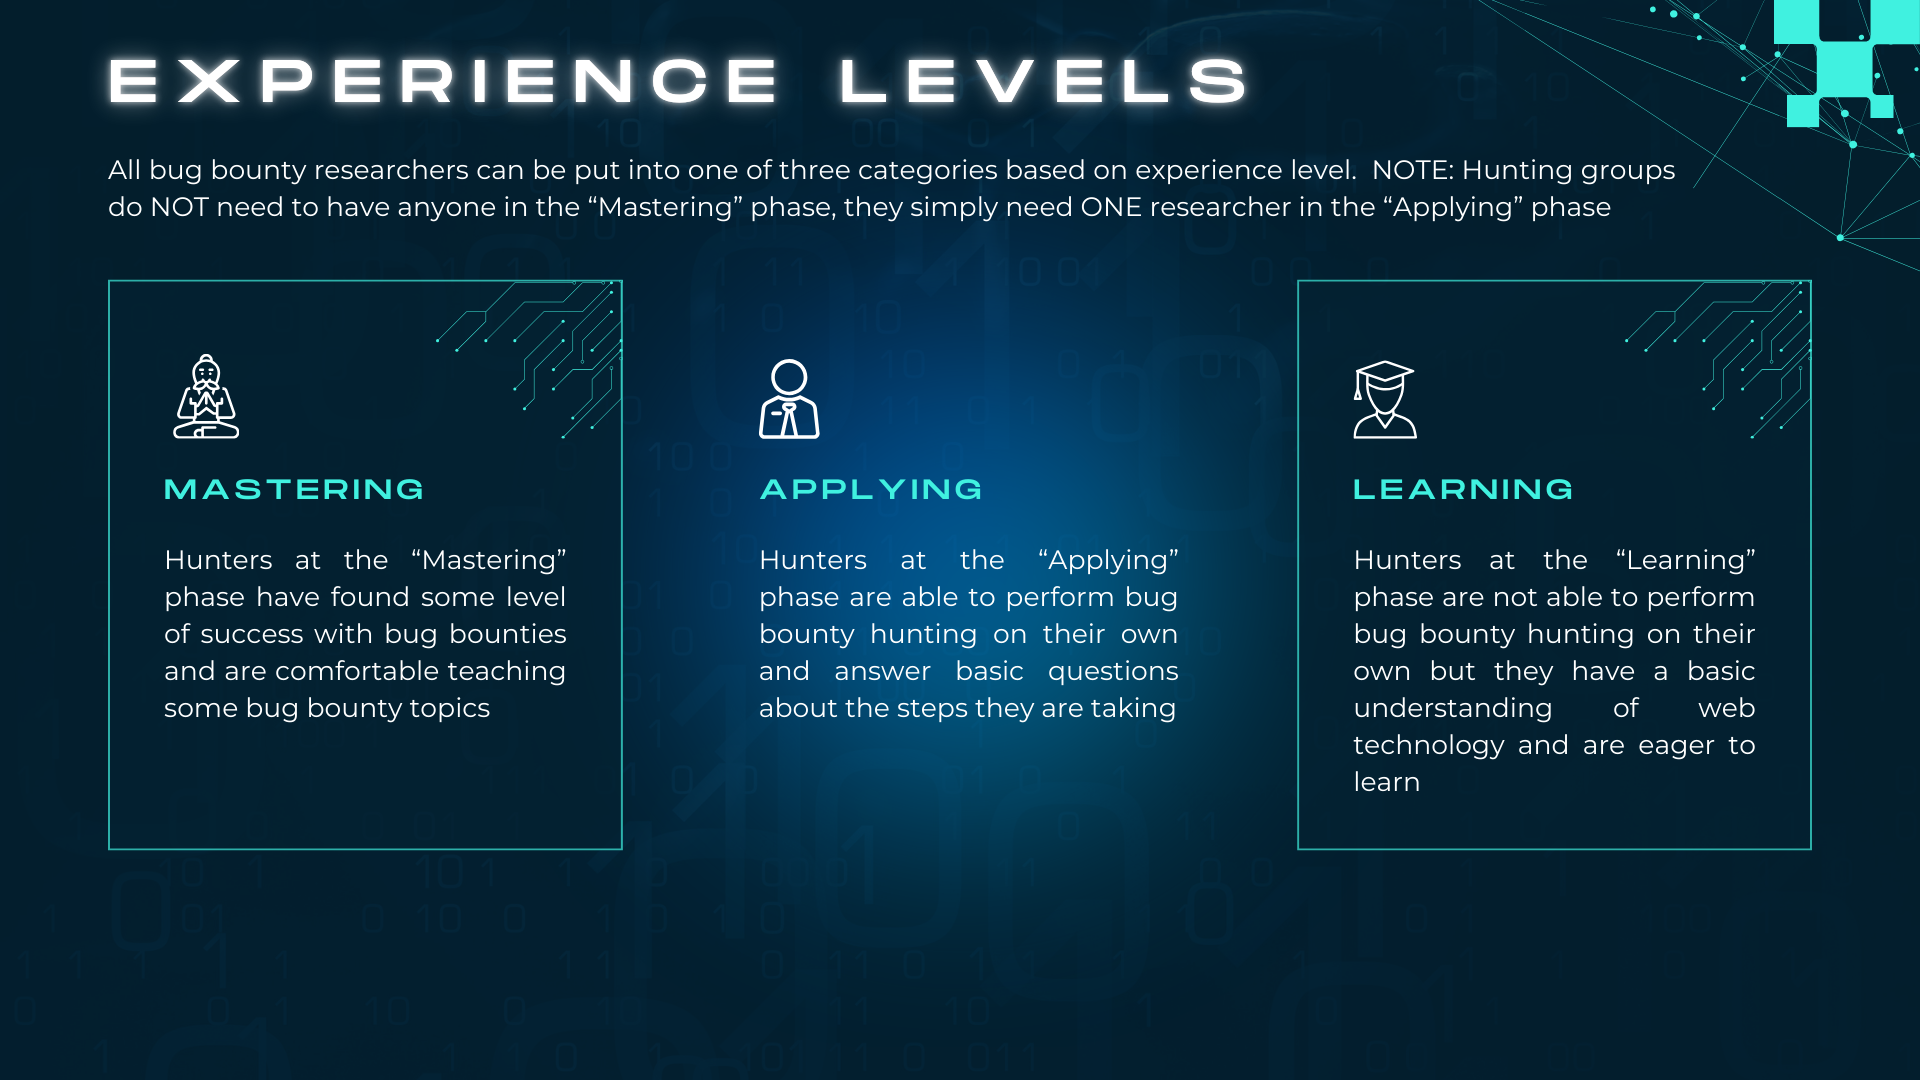 EXPERIENCE LEVELS
All bug bounty researchers can be put into one of three categories based on experience level.  NOTE: Hunting groups
do NOT need to have anyone in the “Mastering” phase, they simply need ONE researcher in the “Applying” phase
MASTERING
Hunters at the “Mastering”
phase have found some level
of success with bug bounties
and are comfortable teaching
some bug bounty topics
APPLYING
Hunters at the “Applying”
phase are able to perform bug
bounty hunting on their own
and answer basic questions
about the steps they are taking
LEARNING
Hunters at the “Learning”
phase are not able to perform
bug bounty hunting on their
own but they have a basic
understanding of web
technology and are eager to
learn